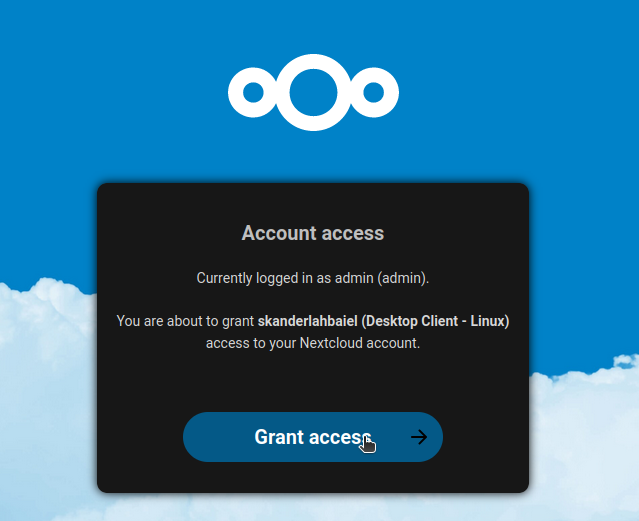 Account access
Currently logged in as admin (admin).
You are about to grant skanderlahbaiel (Desktop Client - Linux)
access to your Nextcloud account.
Grant access